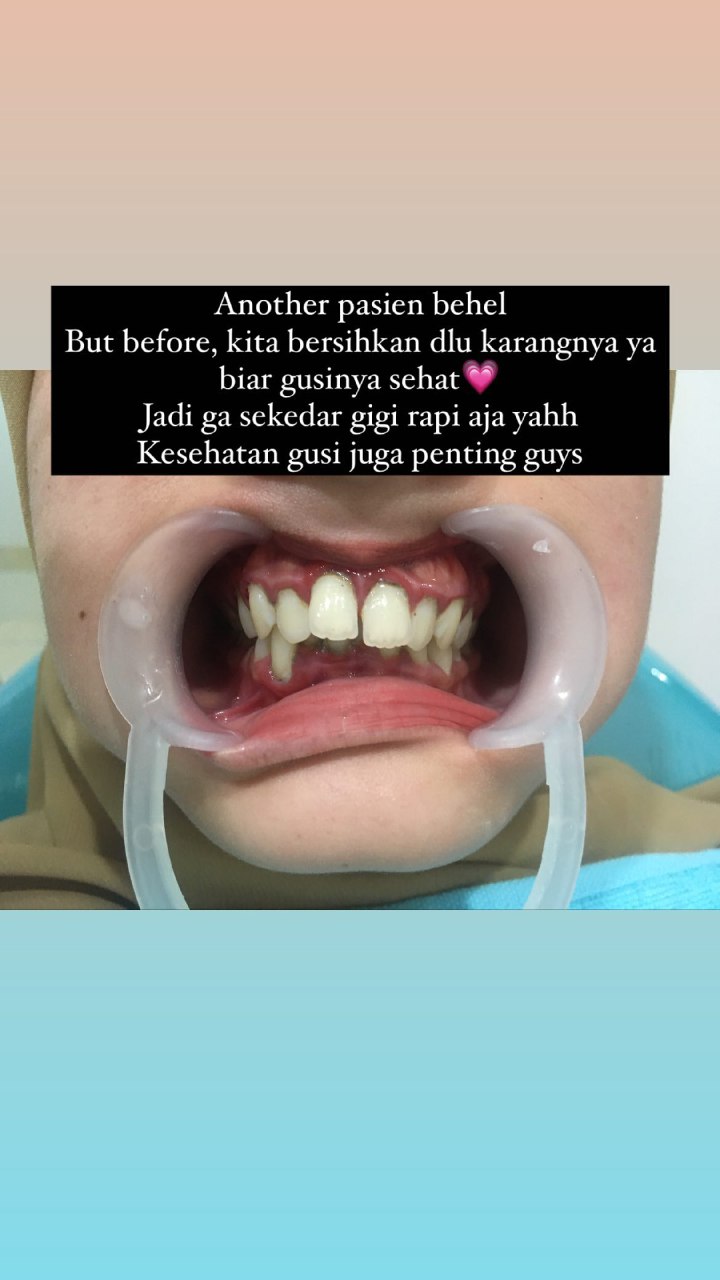 Another pasien behel
But before, kita bersihkan dlu karangnya ya
biar gusinya sehat💗
Jadi ga sekedar gigi rapi aja yahh
Kesehatan gusi juga penting guys